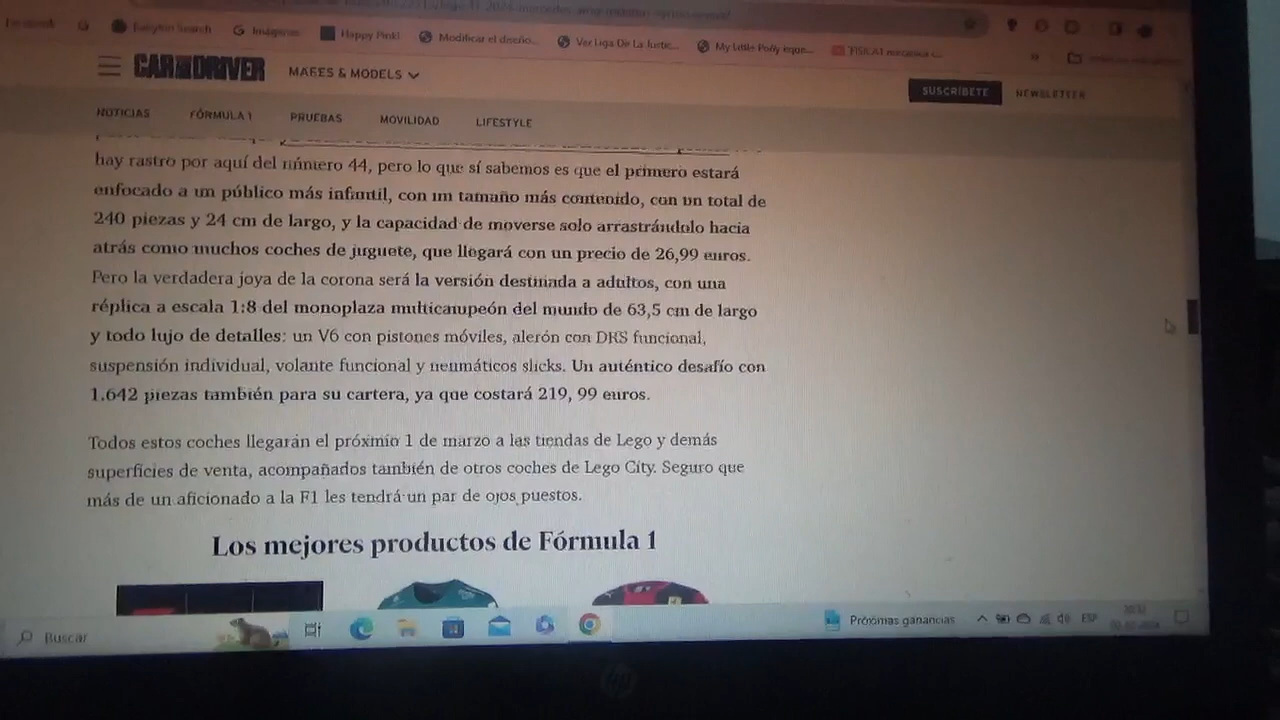 Imágenes
Happy Pinki
Modificar el diseño...
Ver Liga De La Justic...
My Little Pony eque...
CAR AND DRIVER
MAKES & MODELS
SUSCRÍBETE
NEWSLETTER
NOTICIAS
FÓRMULA 1
PRUEBAS
MOVILIDAD
LIFESTYLE
hay rastro por aquí del número 44, pero lo que sí sabemos es que el primero estará
enfocado a un público más infantil, con un tamaño más contenido, con un total de
240 piezas y 24 cm de largo, y la capacidad de moverse solo arrastrándolo hacia
atrás como muchos coches de juguete, que llegará con un precio de 26,99 euros.
Pero la verdadera joya de la corona será la versión destinada a adultos, con una
réplica a escala 1:8 del monoplaza multicampeón del mundo de 63,5 cm de largo
y todo lujo de detalles: un V6 con pistones móviles, alerón con DRS funcional,
suspensión individual, volante funcional y neumáticos slicks. Un auténtico desafío con
1.642 piezas también para su cartera, ya que costará 219, 99 euros.
Todos estos coches llegarán el próximo 1 de marzo a las tiendas de Lego y demás
superficies de venta, acompañados también de otros coches de Lego City. Seguro que
más de un aficionado a la F1 les tendrá un par de ojos puestos.
Los mejores productos de Fórmula 1
Buscar
Próximas ganancias
ESP
hp